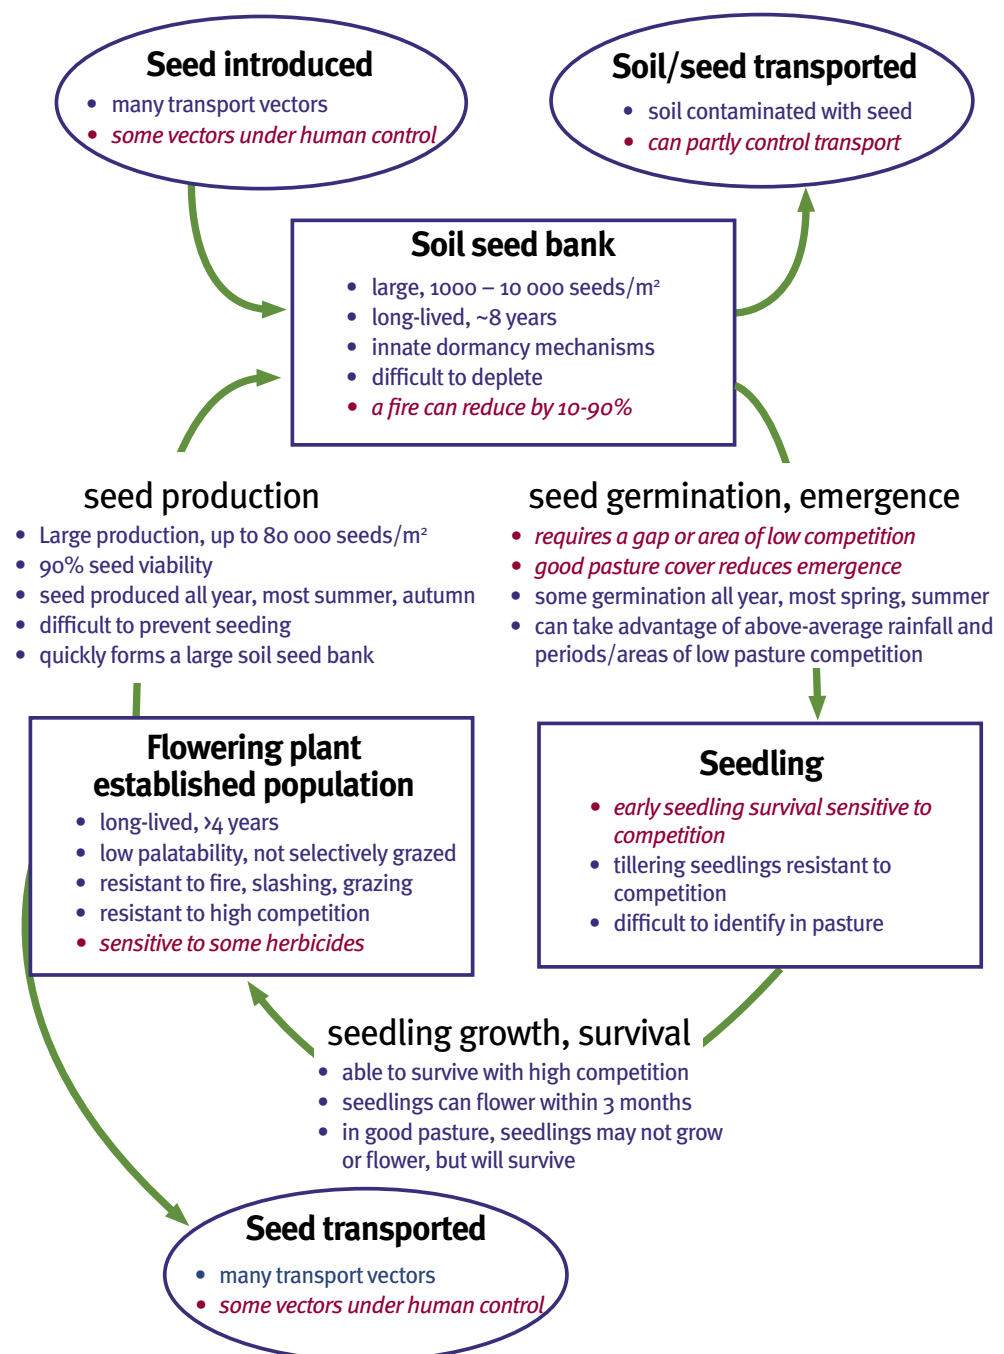 Seed introduced
• many transport vectors
• some vectors under human control
Soil/seed transported
• soil contaminated with seed
• can partly control transport
Soil seed bank
• large, 1000 – 10 000 seeds/m²
• long-lived, ~8 years
• innate dormancy mechanisms
• difficult to deplete
• a fire can reduce by 10-90%
seed production
• Large production, up to 80 000 seeds/m²
• 90% seed viability
• seed produced all year, most summer, autumn
• difficult to prevent seeding
• quickly forms a large soil seed bank
seed germination, emergence
• requires a gap or area of low competition
• good pasture cover reduces emergence
• some germination all year, most spring, summer
• can take advantage of above-average rainfall and
periods/areas of low pasture competition
Flowering plant
established population
• long-lived, >4 years
• low palatability, not selectively grazed
• resistant to fire, slashing, grazing
• resistant to high competition
• sensitive to some herbicides
Seedling
• early seedling survival sensitive to
competition
• tillering seedlings resistant to
competition
• difficult to identify in pasture
seedling growth, survival
• able to survive with high competition
• seedlings can flower within 3 months
• in good pasture, seedlings may not grow
or flower, but will survive
Seed transported
• many transport vectors
• some vectors under human control